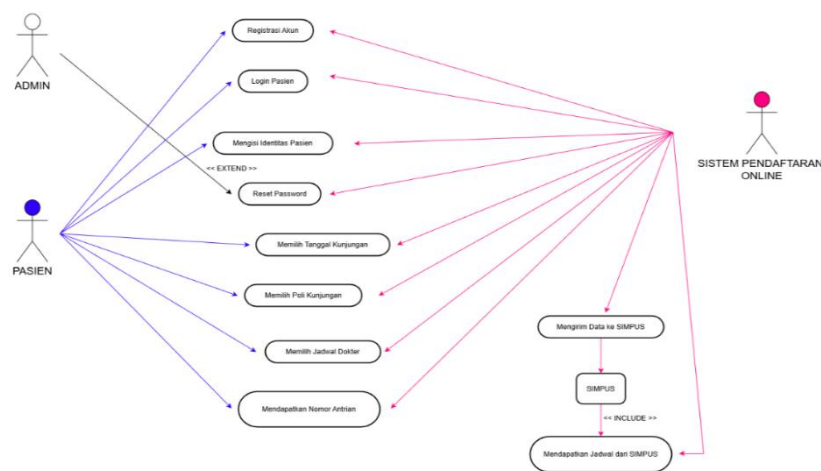 Registrasi Akun
ADMIN
Login Pasien
SISTEM PENDAFTARAN
ONLINE
Mengisi Identitas Pasien
<< EXTEND >>
Reset Password
PASIEN
Memilih Tanggal Kunjungan
Memilih Poli Kunjungan
Mengirim Data ke SIMPUS
Memilih Jadwal Dokter
SIMPUS
Mendapatkan Nomor Antrian
<< INCLUDE >>
Mendapatkan Jadwal dari SIMPUS